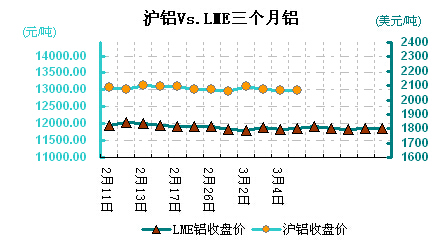 沪铝Vs.LME三个月铝
(元/吨)
(美元/吨)
14000.00
13500.00
13000.00
12500.00
12000.00
11500.00
11000.00
2400
2300
2200
2100
2000
1900
1800
1700
1600
2月11日
2月13日
2月17日
2月26日
3月2日
3月4日
LME铝收盘价
沪铝收盘价